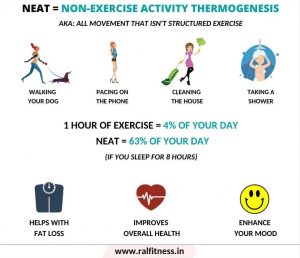 NEAT = NON-EXERCISE ACTIVITY THERMOGENESIS
AKA: ALL MOVEMENT THAT ISN'T STRUCTURED EXERCISE
WALKING
YOUR DOG
PACING ON
THE PHONE
CLEANING
THE HOUSE
TAKING A
SHOWER
1 HOUR OF EXERCISE = 4% OF YOUR DAY
NEAT = 63% OF YOUR DAY
(IF YOU SLEEP FOR 8 HOURS)
HELPS WITH
FAT LOSS
IMPROVES
OVERALL HEALTH
ENHANCE
YOUR MOOD
www.ralfitness.in